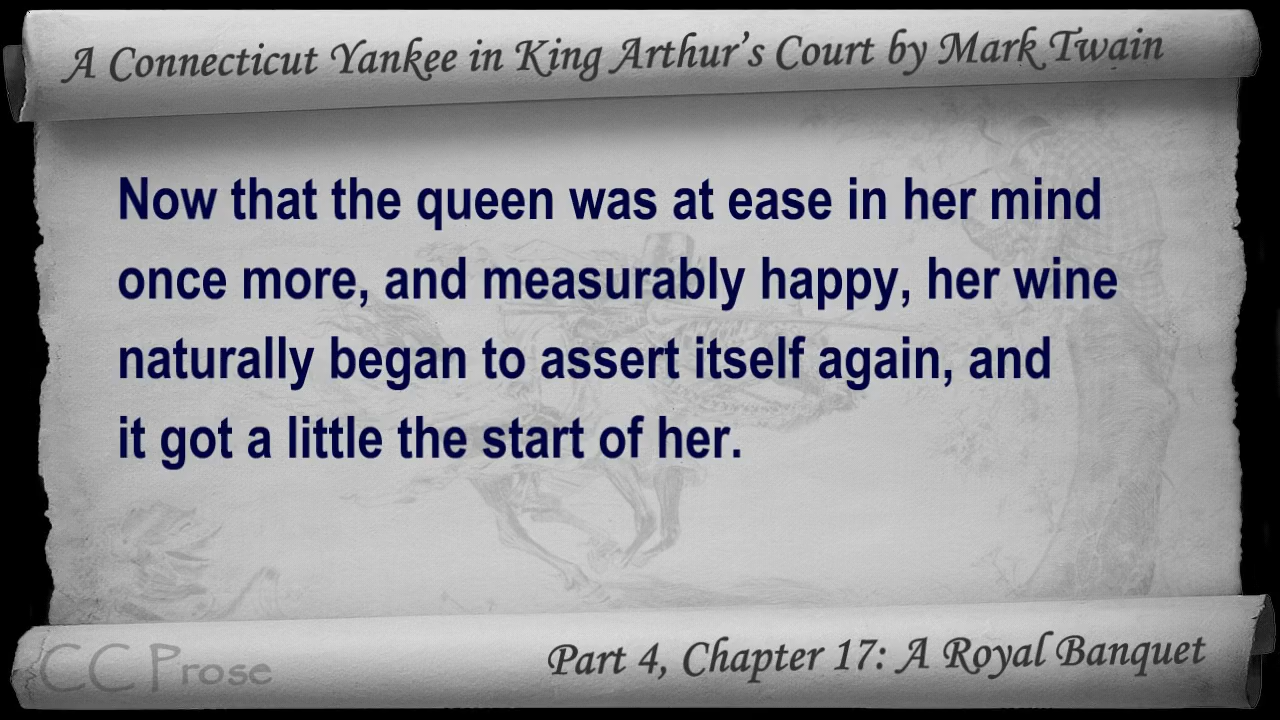 A Connecticut Yankee in King Arthur's Court by Mark Twain
Now that the queen was at ease in her mind
once more, and measurably happy, her wine
naturally began to assert itself again, and
it got a little the start of her.
CC Prose
Part 4, Chapter 17: A Royal Banquet